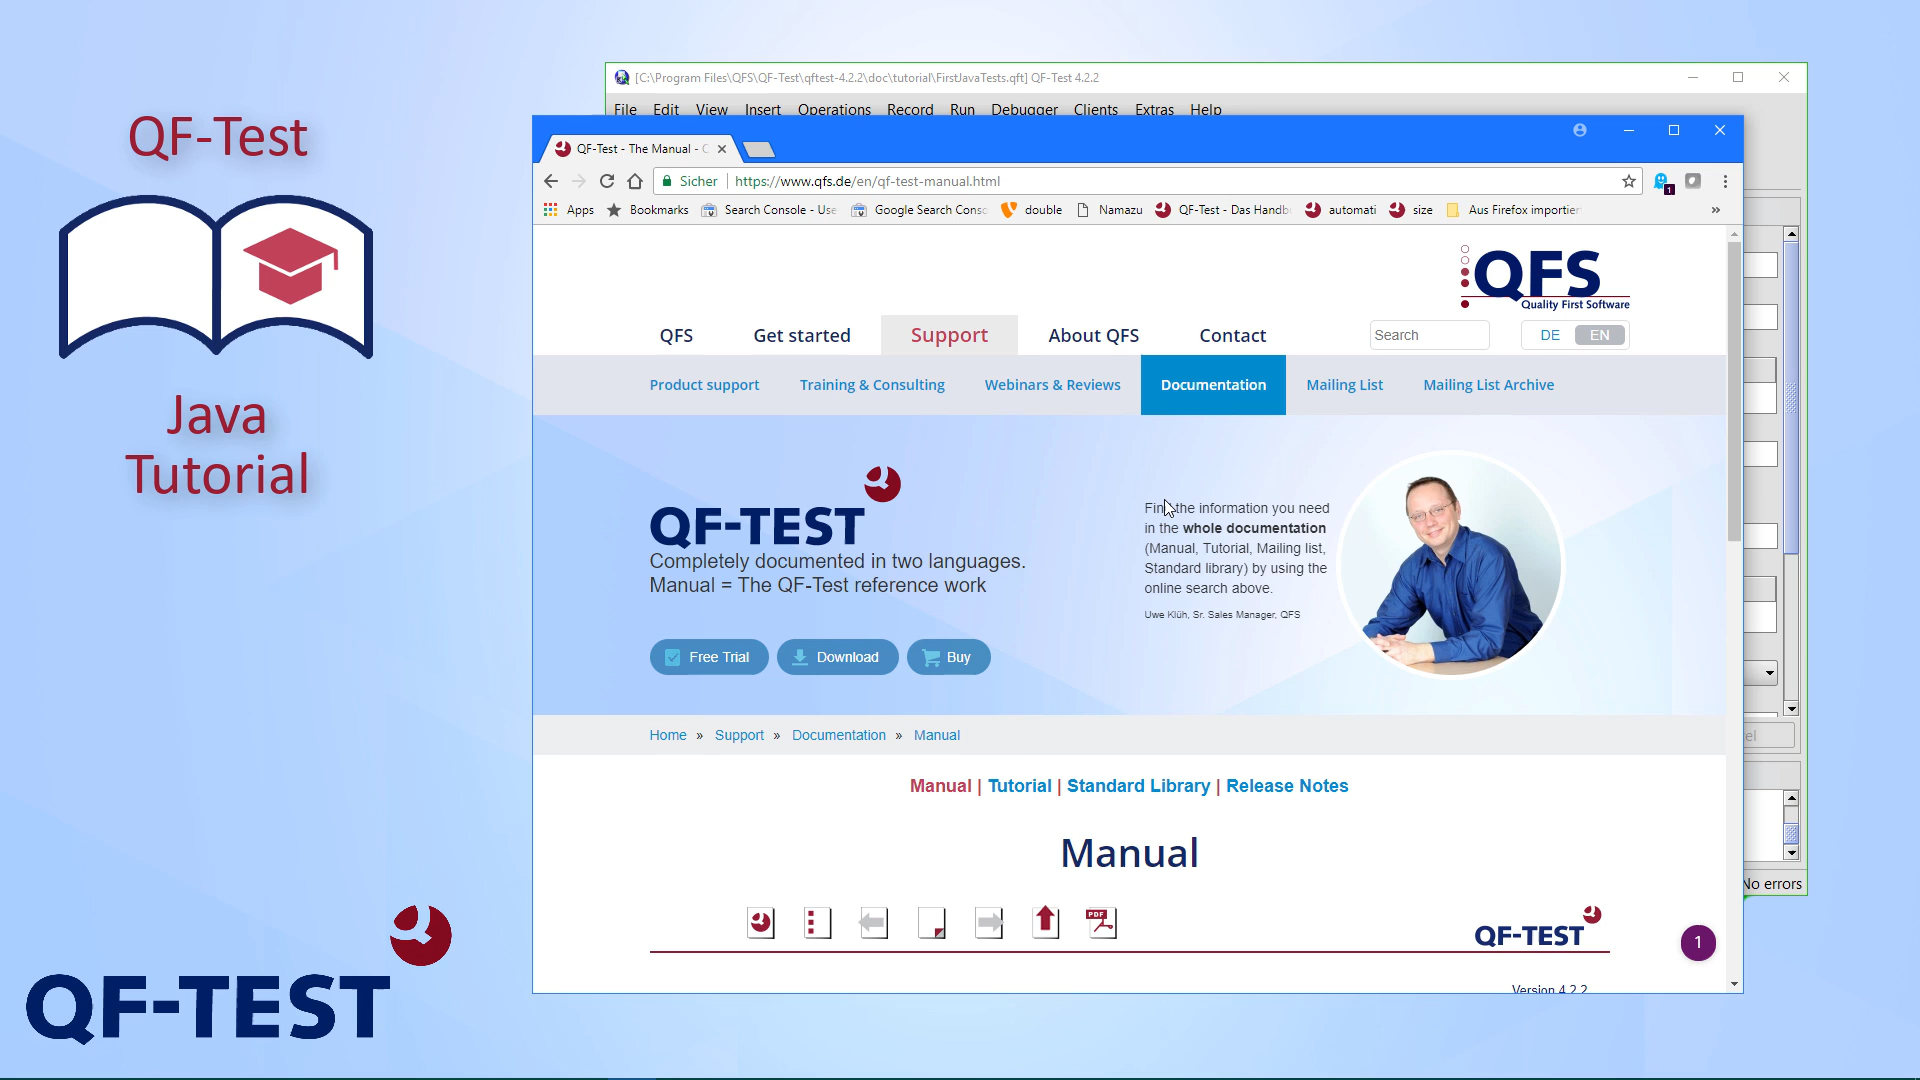 QF-Test
Java
Tutorial
QF-TEST
[C:\Program Files\QFS\QF-Test\qftest-4.2.2\doc\tutorial\FirstJavaTests.qft] QF-Test 4.2.2
File Edit View Insert Operations Record Run Debugger Clients Extras Help
QF-Test - The Manual - C
Sicher https://www.qfs.de/en/qf-test-manual.html
1
Apps Bookmarks Search Console - Use Google Search Conso double Namazu QF-Test - Das Handb automati size Aus Firefox importier »
QFS
Quality First Software
QFS Get started Support About QFS Contact Search DE EN
Product support Training & Consulting Webinars & Reviews Documentation Mailing List Mailing List Archive
QF-TEST
Completely documented in two languages.
Manual = The QF-Test reference work
Find the information you need
in the whole documentation
(Manual, Tutorial, Mailing list,
Standard library) by using the
online search above.
Uwe Klüh, Sr. Sales Manager, QFS
Free Trial Download Buy
Home » Support » Documentation » Manual
Manual | Tutorial | Standard Library | Release Notes
Manual
PDF
QF-TEST
1
Version 4.2.2
No errors